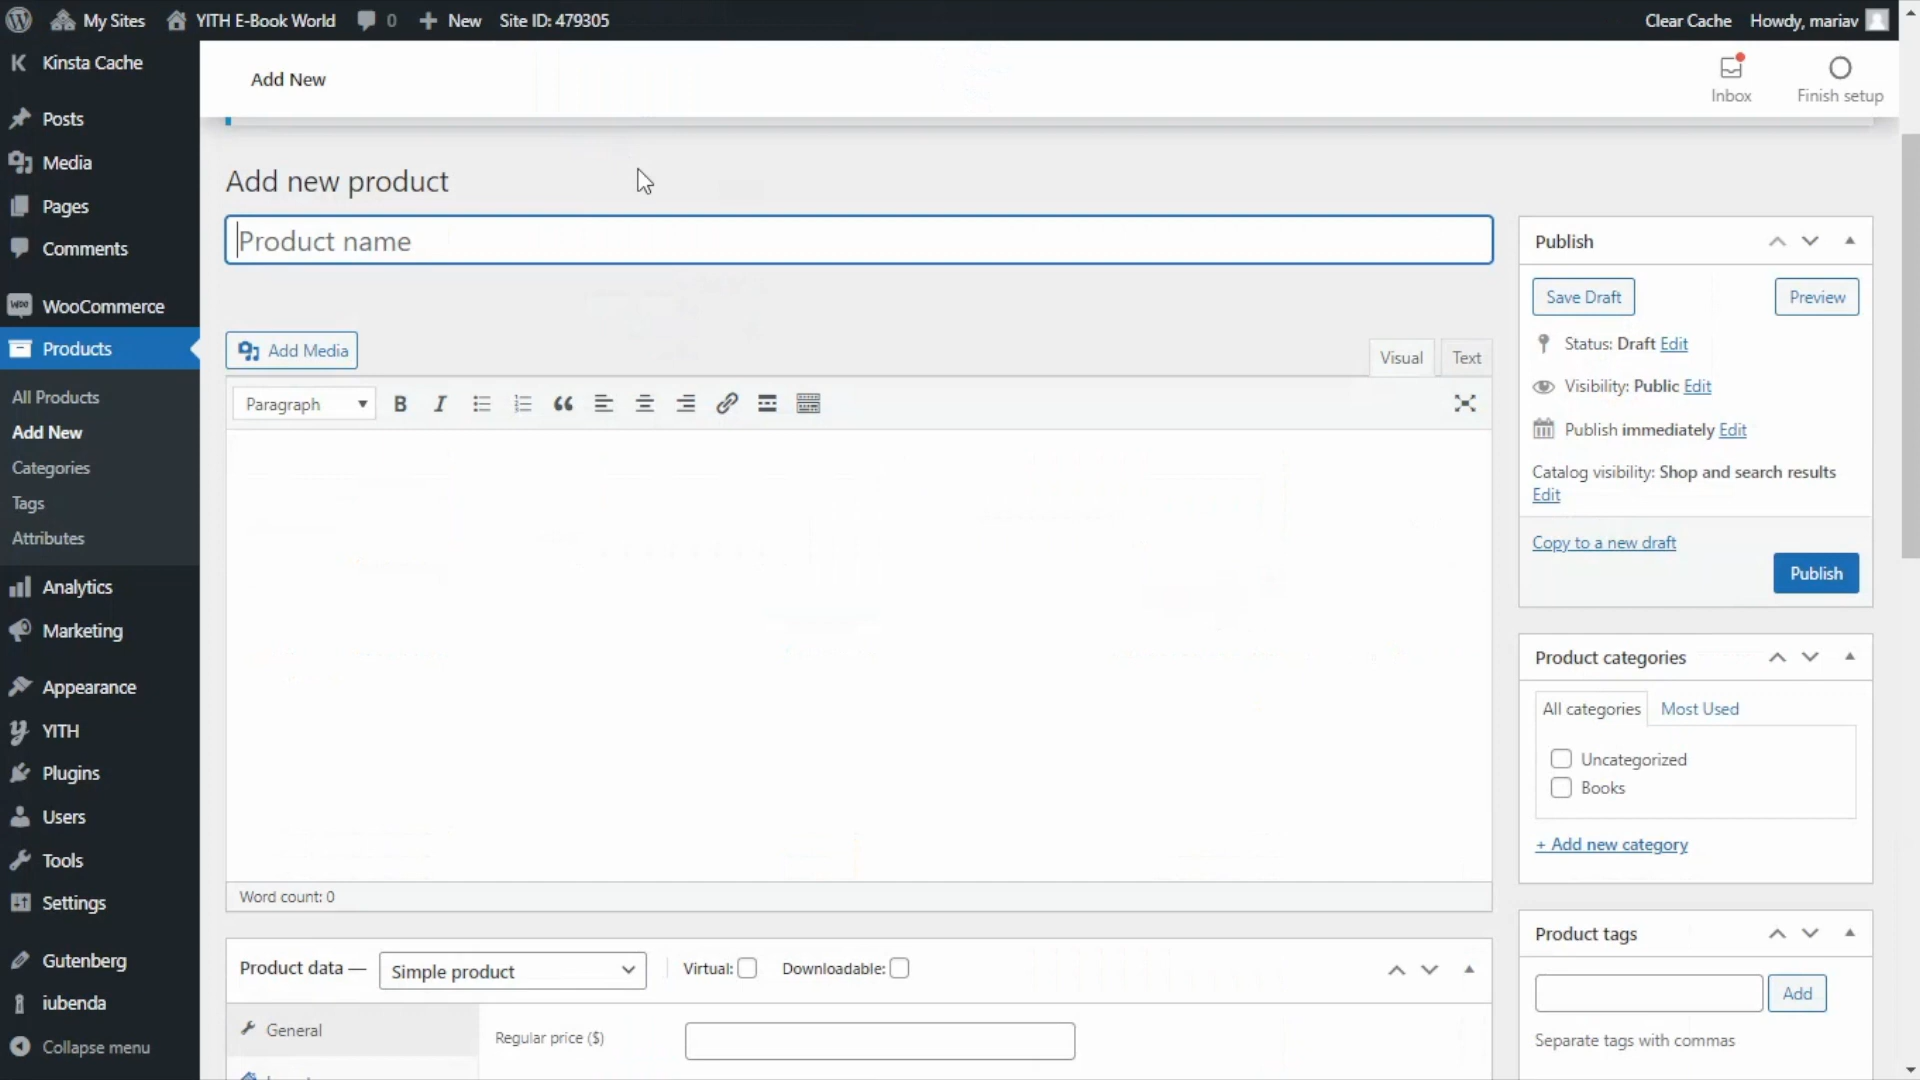 My Sites YITH E-Book World 0 New Site ID: 479305 Clear Cache Howdy, mariav
Kinsta Cache
Posts
Media
Pages
Comments
WooCommerce
Products
All Products
Add New
Categories
Tags
Attributes
Analytics
Marketing
Appearance
YITH
Plugins
Users
Tools
Settings
Gutenberg
iubenda
Collapse menu
Add New
Inbox
Finish setup
Add new product
Product name
Add Media
Visual Text
Paragraph
Word count: 0
Product data — Simple product Virtual: Downloadable:
General
Regular price ($)
Publish
Save Draft Preview
Status: Draft Edit
Visibility: Public Edit
Publish immediately Edit
Catalog visibility: Shop and search results
Edit
Copy to a new draft
Publish
Product categories
All categories Most Used
Uncategorized
Books
+ Add new category
Product tags
Add
Separate tags with commas